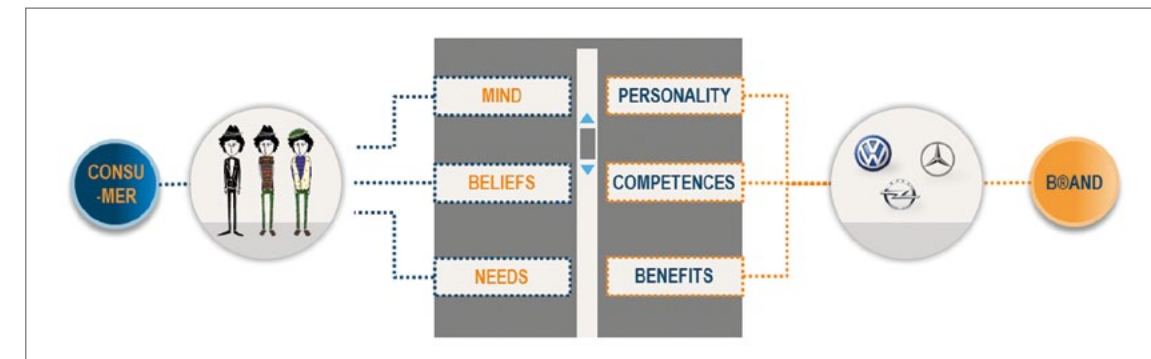 CONSU
-MER
MIND
BELIEFS
NEEDS
PERSONALITY
COMPETENCES
BENEFITS
B®AND